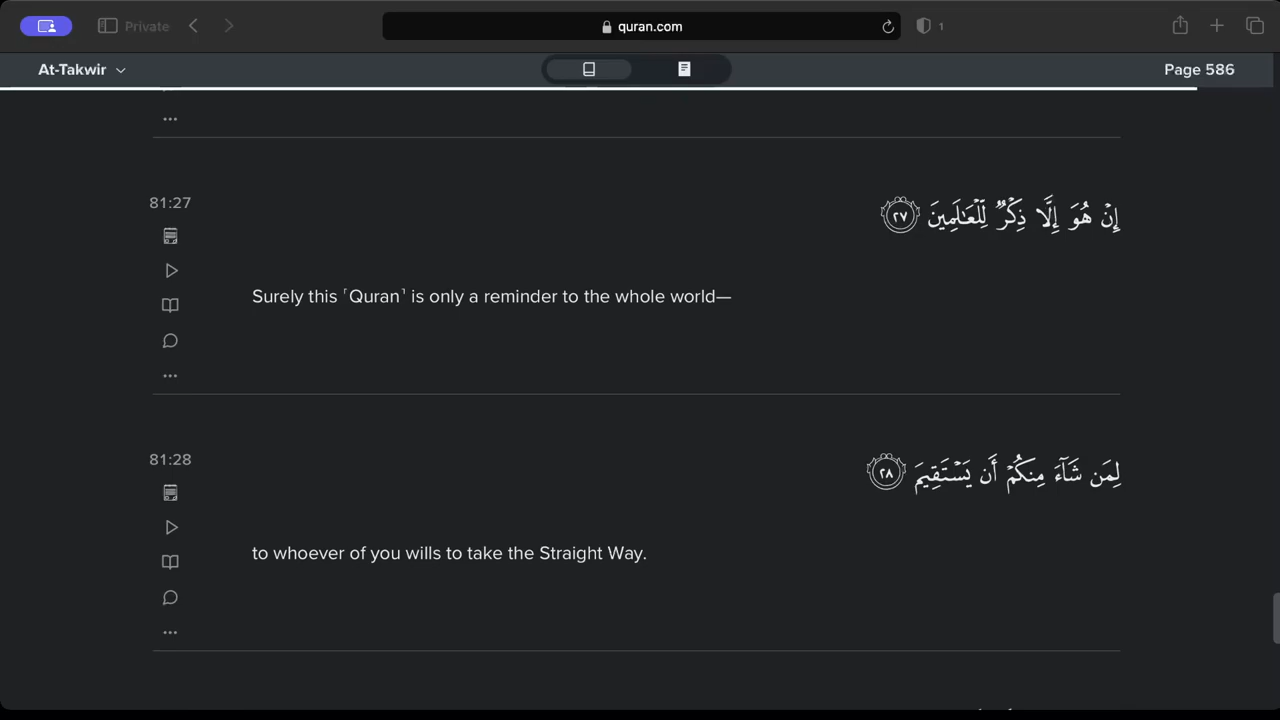 Private
quran.com
1
At-Takwir
Page 586
81:27
إِنْ هُوَ إِلَّا ذِكْرٌ لِّلْعَـٰلَمِينَ ٢٧
Surely this ˹Quran˺ is only a reminder to the whole world—
81:28
لِمَن شَآءَ مِنكُمْ أَن يَسْتَقِيمَ ٢٨
to whoever of you wills to take the Straight Way.